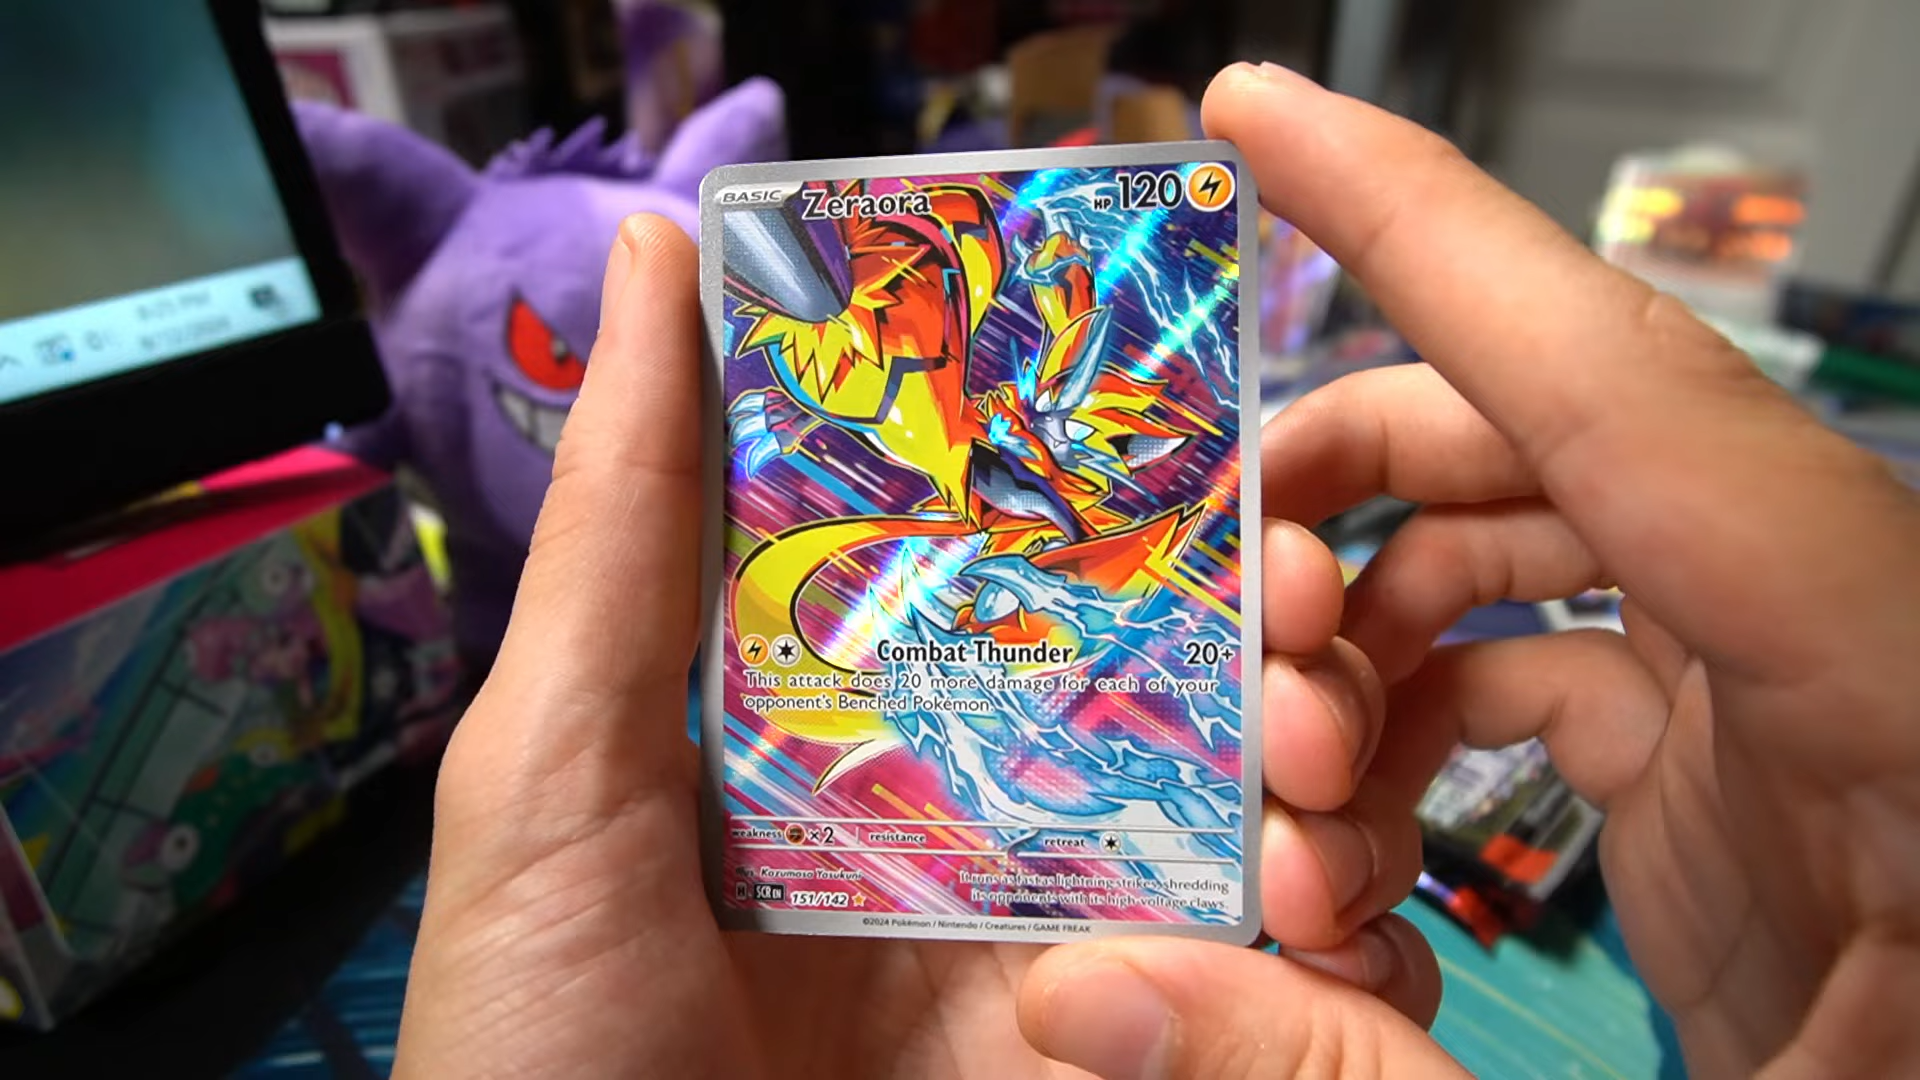 BASIC Zeraora HP 120
Combat Thunder 20+
This attack does 20 more damage for each of your
opponent's Benched Pokémon.
weakness ×2 resistance retreat
Illus. Kazumasa Yasukuni
H SCR EN 151/142
It runs as fast as lightning strikes, shredding
its opponents with its high-voltage claws.
©2024 Pokémon / Nintendo / Creatures / GAME FREAK